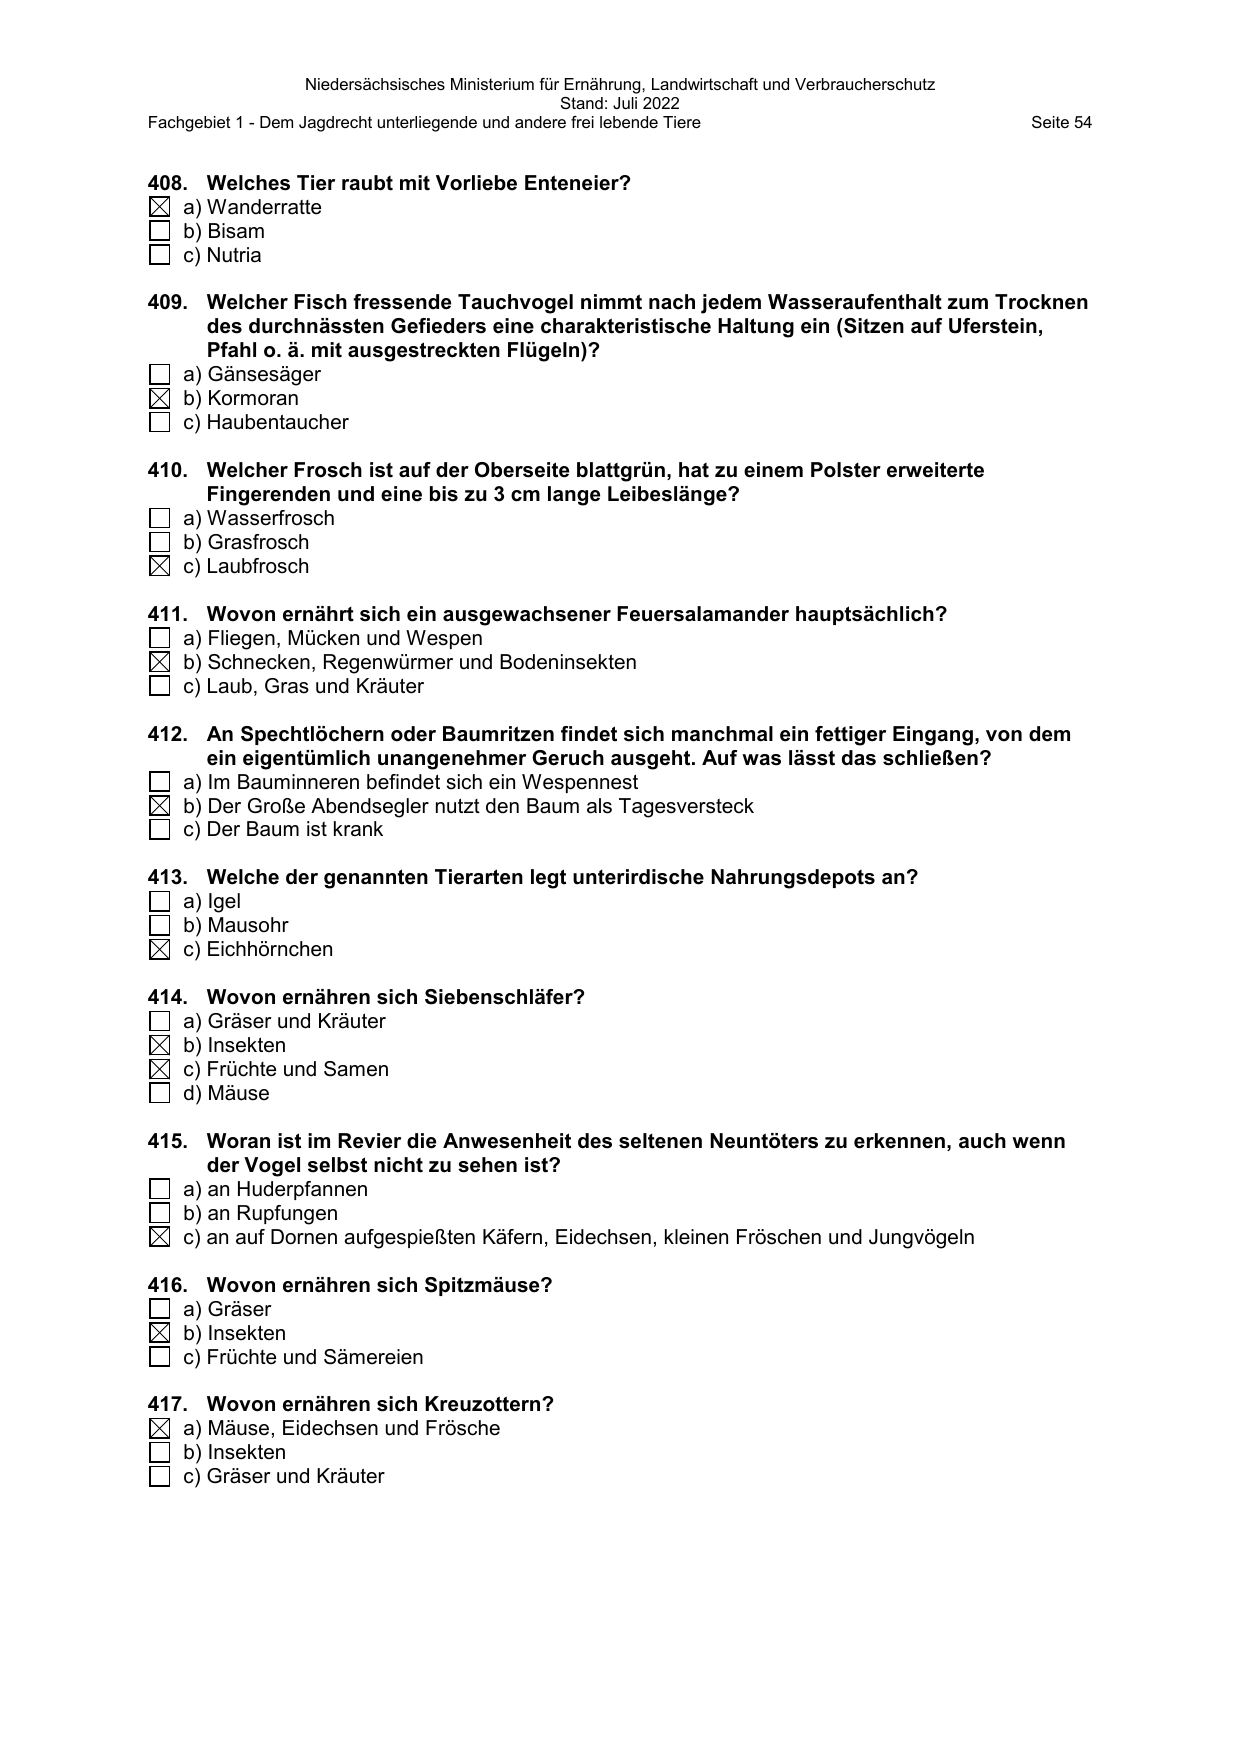 Niedersächsisches Ministerium für Ernährung, Landwirtschaft und Verbraucherschutz
Stand: Juli 2022
Fachgebiet 1 - Dem Jagdrecht unterliegende und andere frei lebende Tiere Seite 54
408. Welches Tier raubt mit Vorliebe Enteneier?
☒ a) Wanderratte
☐ b) Bisam
☐ c) Nutria
409. Welcher Fisch fressende Tauchvogel nimmt nach jedem Wasseraufenthalt zum Trocknen
des durchnässten Gefieders eine charakteristische Haltung ein (Sitzen auf Uferstein,
Pfahl o. ä. mit ausgestreckten Flügeln)?
☐ a) Gänsesäger
☒ b) Kormoran
☐ c) Haubentaucher
410. Welcher Frosch ist auf der Oberseite blattgrün, hat zu einem Polster erweiterte
Fingerenden und eine bis zu 3 cm lange Leibeslänge?
☐ a) Wasserfrosch
☐ b) Grasfrosch
☒ c) Laubfrosch
411. Wovon ernährt sich ein ausgewachsener Feuersalamander hauptsächlich?
☐ a) Fliegen, Mücken und Wespen
☒ b) Schnecken, Regenwürmer und Bodeninsekten
☐ c) Laub, Gras und Kräuter
412. An Spechtlöchern oder Baumritzen findet sich manchmal ein fettiger Eingang, von dem
ein eigentümlich unangenehmer Geruch ausgeht. Auf was lässt das schließen?
☐ a) Im Bauminneren befindet sich ein Wespennest
☒ b) Der Große Abendsegler nutzt den Baum als Tagesversteck
☐ c) Der Baum ist krank
413. Welche der genannten Tierarten legt unterirdische Nahrungsdepots an?
☐ a) Igel
☐ b) Mausohr
☒ c) Eichhörnchen
414. Wovon ernähren sich Siebenschläfer?
☐ a) Gräser und Kräuter
☒ b) Insekten
☒ c) Früchte und Samen
☐ d) Mäuse
415. Woran ist im Revier die Anwesenheit des seltenen Neuntöters zu erkennen, auch wenn
der Vogel selbst nicht zu sehen ist?
☐ a) an Huderpfannen
☐ b) an Rupfungen
☒ c) an auf Dornen aufgespießten Käfern, Eidechsen, kleinen Fröschen und Jungvögeln
416. Wovon ernähren sich Spitzmäuse?
☐ a) Gräser
☒ b) Insekten
☐ c) Früchte und Sämereien
417. Wovon ernähren sich Kreuzottern?
☒ a) Mäuse, Eidechsen und Frösche
☐ b) Insekten
☐ c) Gräser und Kräuter